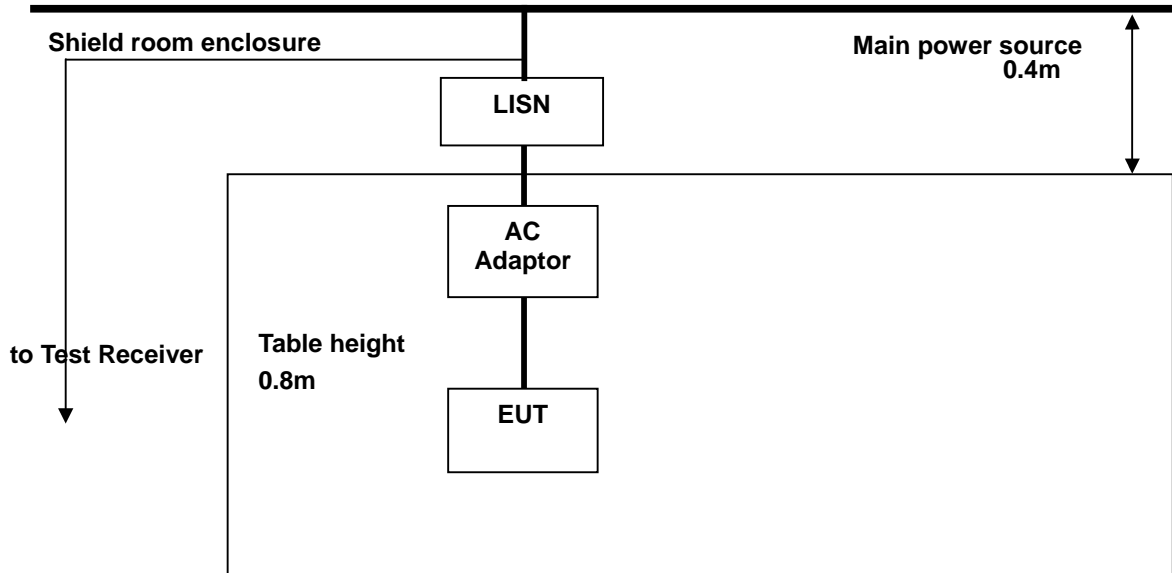 Shield room enclosure
Main power source
0.4m
LISN
AC
Adaptor
to Test Receiver
Table height
0.8m
EUT